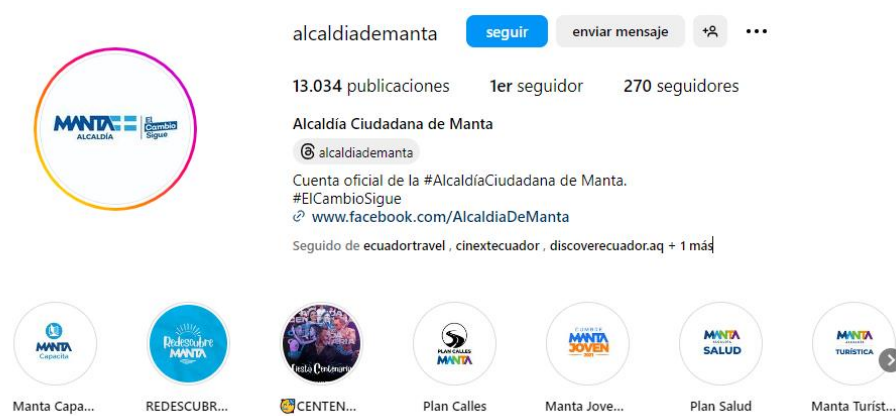 alcaldiademanta seguir enviar mensaje
13.034 publicaciones 1er seguidor 270 seguidores
MANTA
ALCALDÍA
El
Cambio
Sigue
Alcaldía Ciudadana de Manta
alcaldiademanta
Cuenta oficial de la #AlcaldíaCiudadana de Manta.
#ElCambioSigue
www.facebook.com/AlcaldiaDeManta
Seguido de ecuadortravel , cinextecuador , discoverecuador.aq + 1 más
MANTA
Capacita
Redescubre
MANTA
Fiesta Centenario
PLAN CALLES
MANTA
CUMBRE
MANTA
JOVEN
MANTA
SALUD
MANTA
TURÍSTICA
Manta Capa... REDESCUBR... CENTEN... Plan Calles Manta Jove... Plan Salud Manta Turíst...